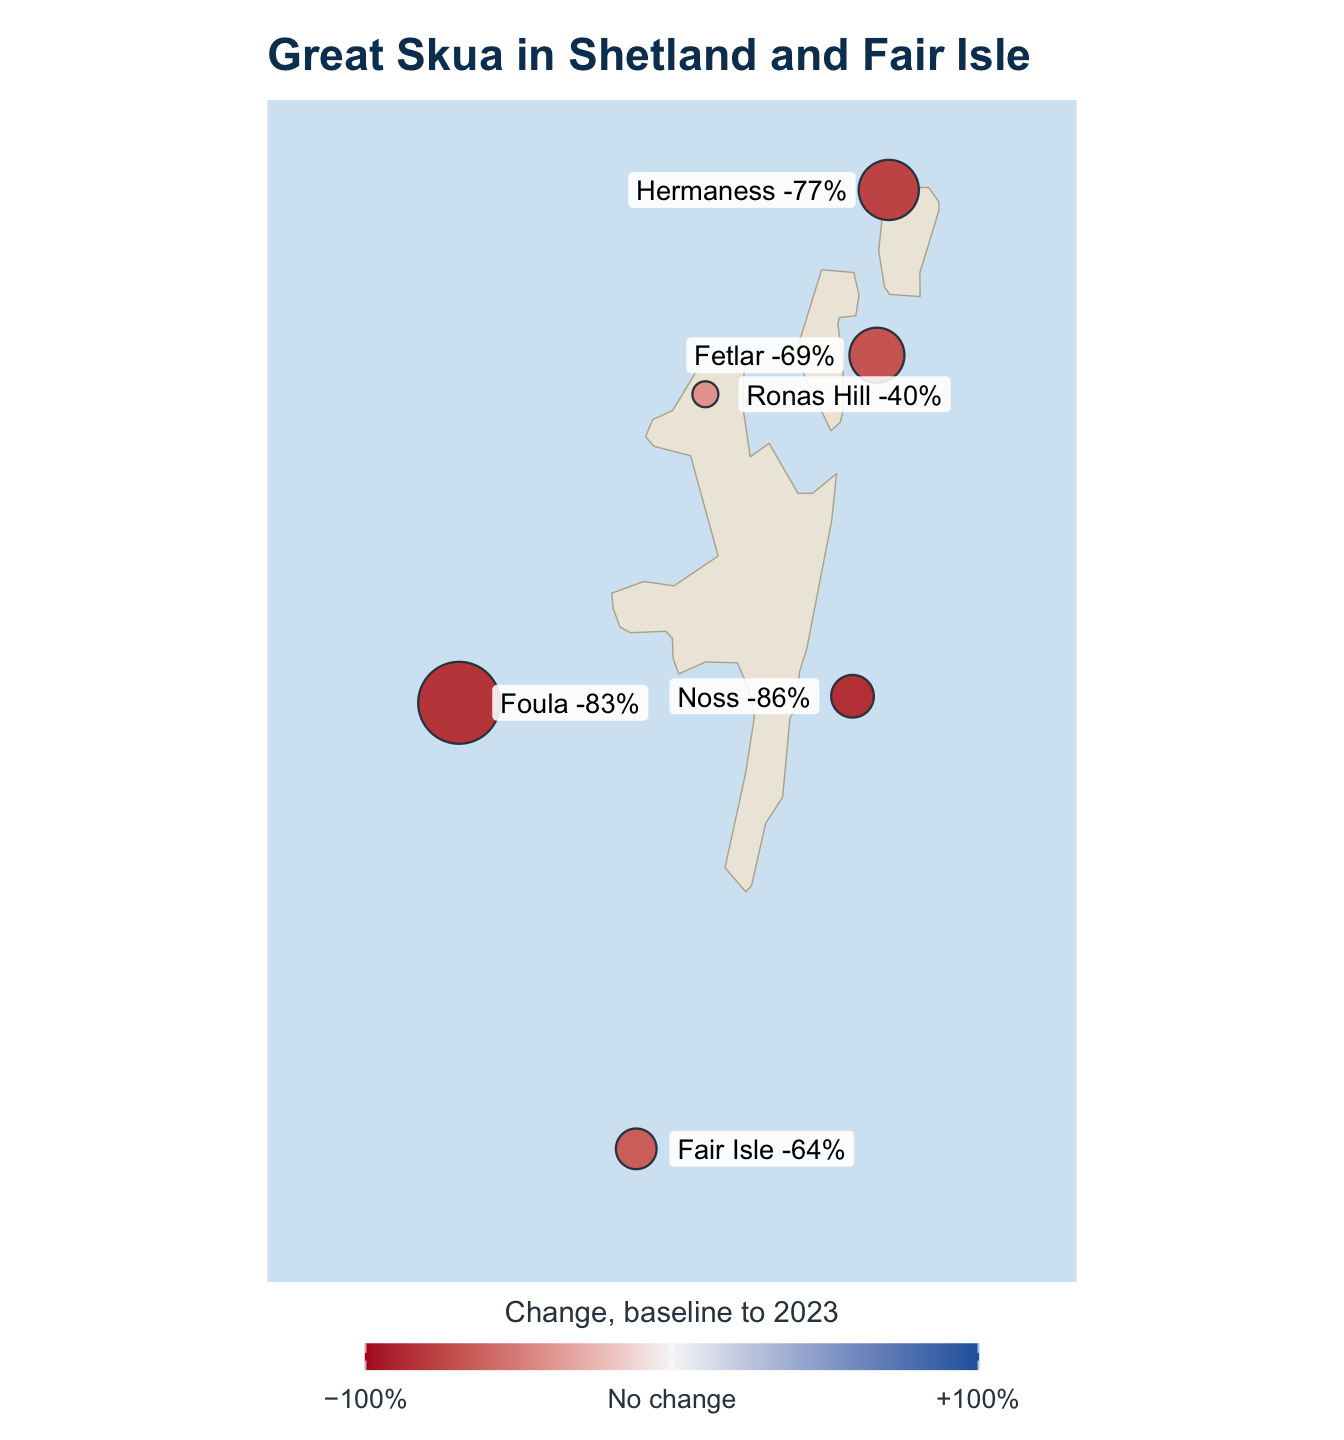 Great Skua in Shetland and Fair Isle
Hermaness -77%
Fetlar -69%
Ronas Hill -40%
Foula -83%
Noss -86%
Fair Isle -64%
Change, baseline to 2023
−100%
No change
+100%